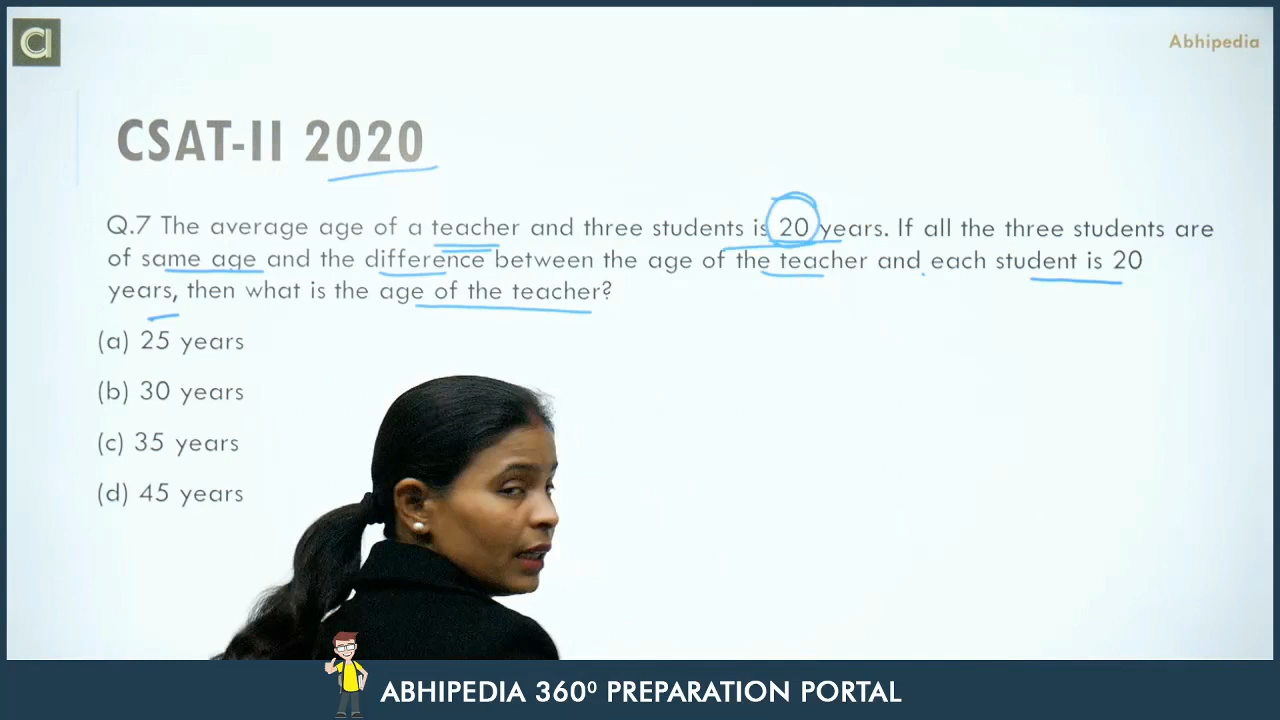 Abhipedia
CSAT-II 2020
Q.7 The average age of a teacher and three students is 20 years. If all the three students are
of same age and the difference between the age of the teacher and each student is 20
years, then what is the age of the teacher?
(a) 25 years
(b) 30 years
(c) 35 years
(d) 45 years
ABHIPEDIA 360⁰ PREPARATION PORTAL